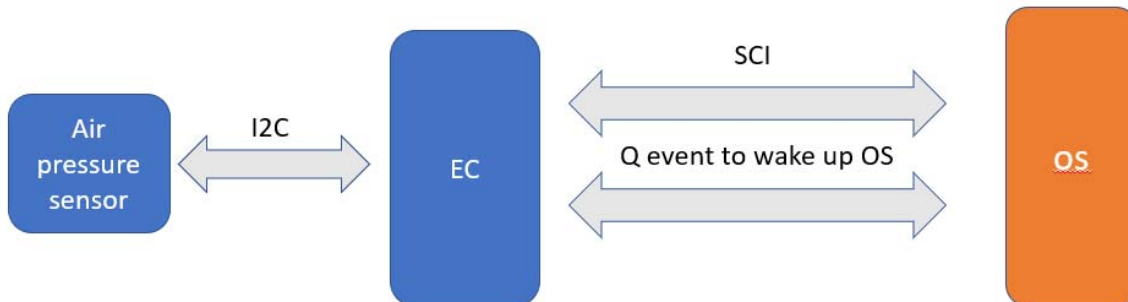 Air
pressure
sensor
I2C
EC
SCI
Q event to wake up OS
OS